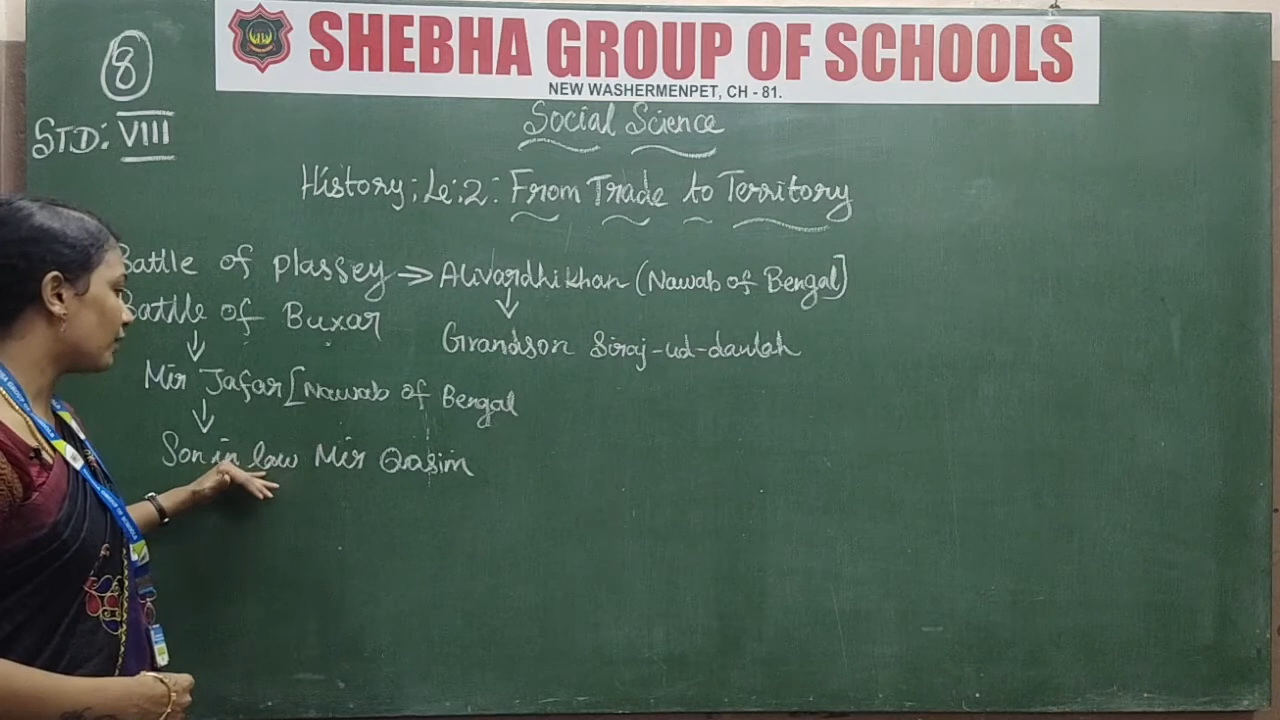 SHEBHA GROUP OF SCHOOLS
NEW WASHERMENPET, CH - 81.
8
STD: VIII
Social Science
History: Le: 2: From Trade to Territory
Battle of plassey → Alivardhi khan (Nawab of Bengal]
↓
Grandson Siraj-ud-daulah
Battle of Buxar
↓
Mir Jafar [Nawab of Bengal
↓
Son in law Mir Qasim